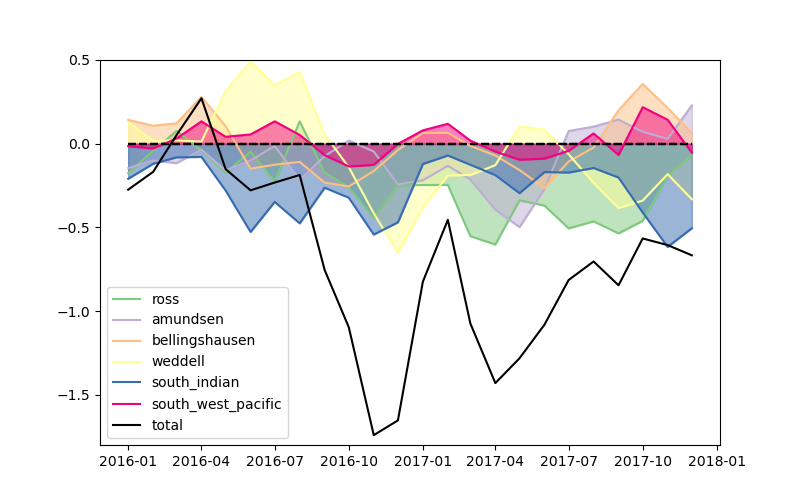 0.5
0.0
−0.5
−1.0
−1.5
ross
amundsen
bellingshausen
weddell
south_indian
south_west_pacific
total
2016-01 2016-04 2016-07 2016-10 2017-01 2017-04 2017-07 2017-10 2018-01